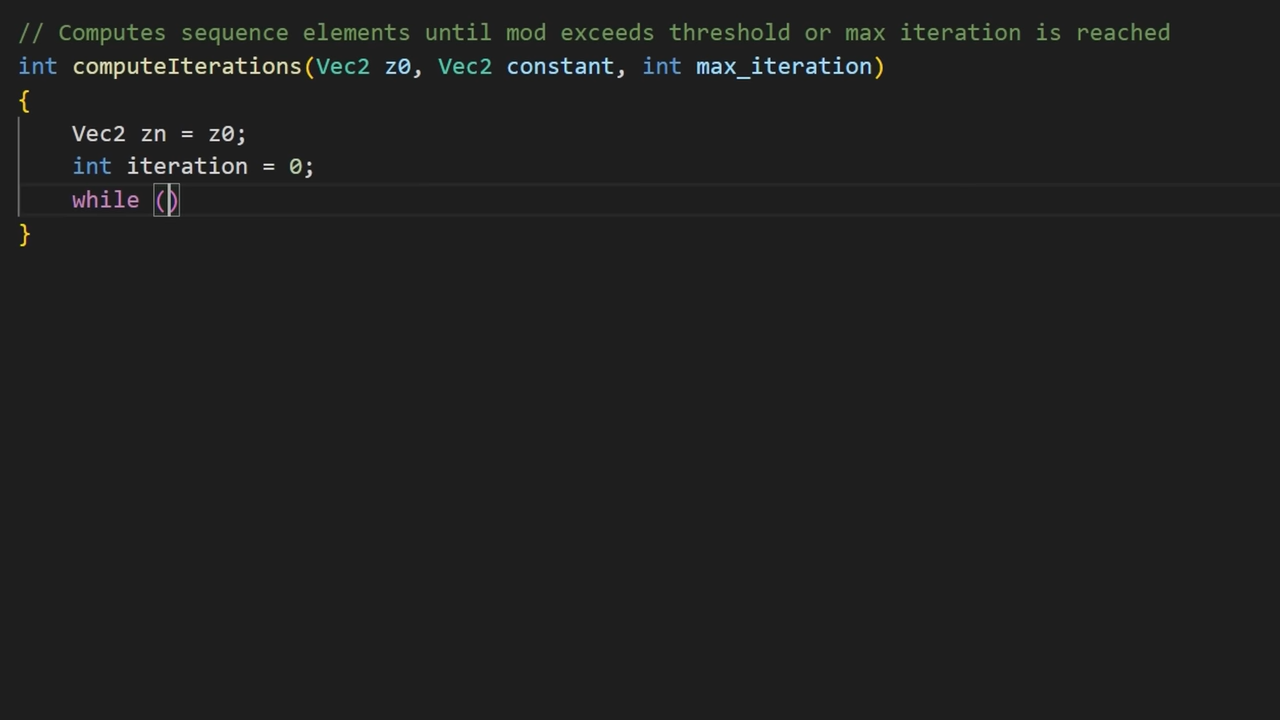 // Computes sequence elements until mod exceeds threshold or max iteration is reached
int computeIterations(Vec2 z0, Vec2 constant, int max_iteration)
{
    Vec2 zn = z0;
    int iteration = 0;
    while ()
}